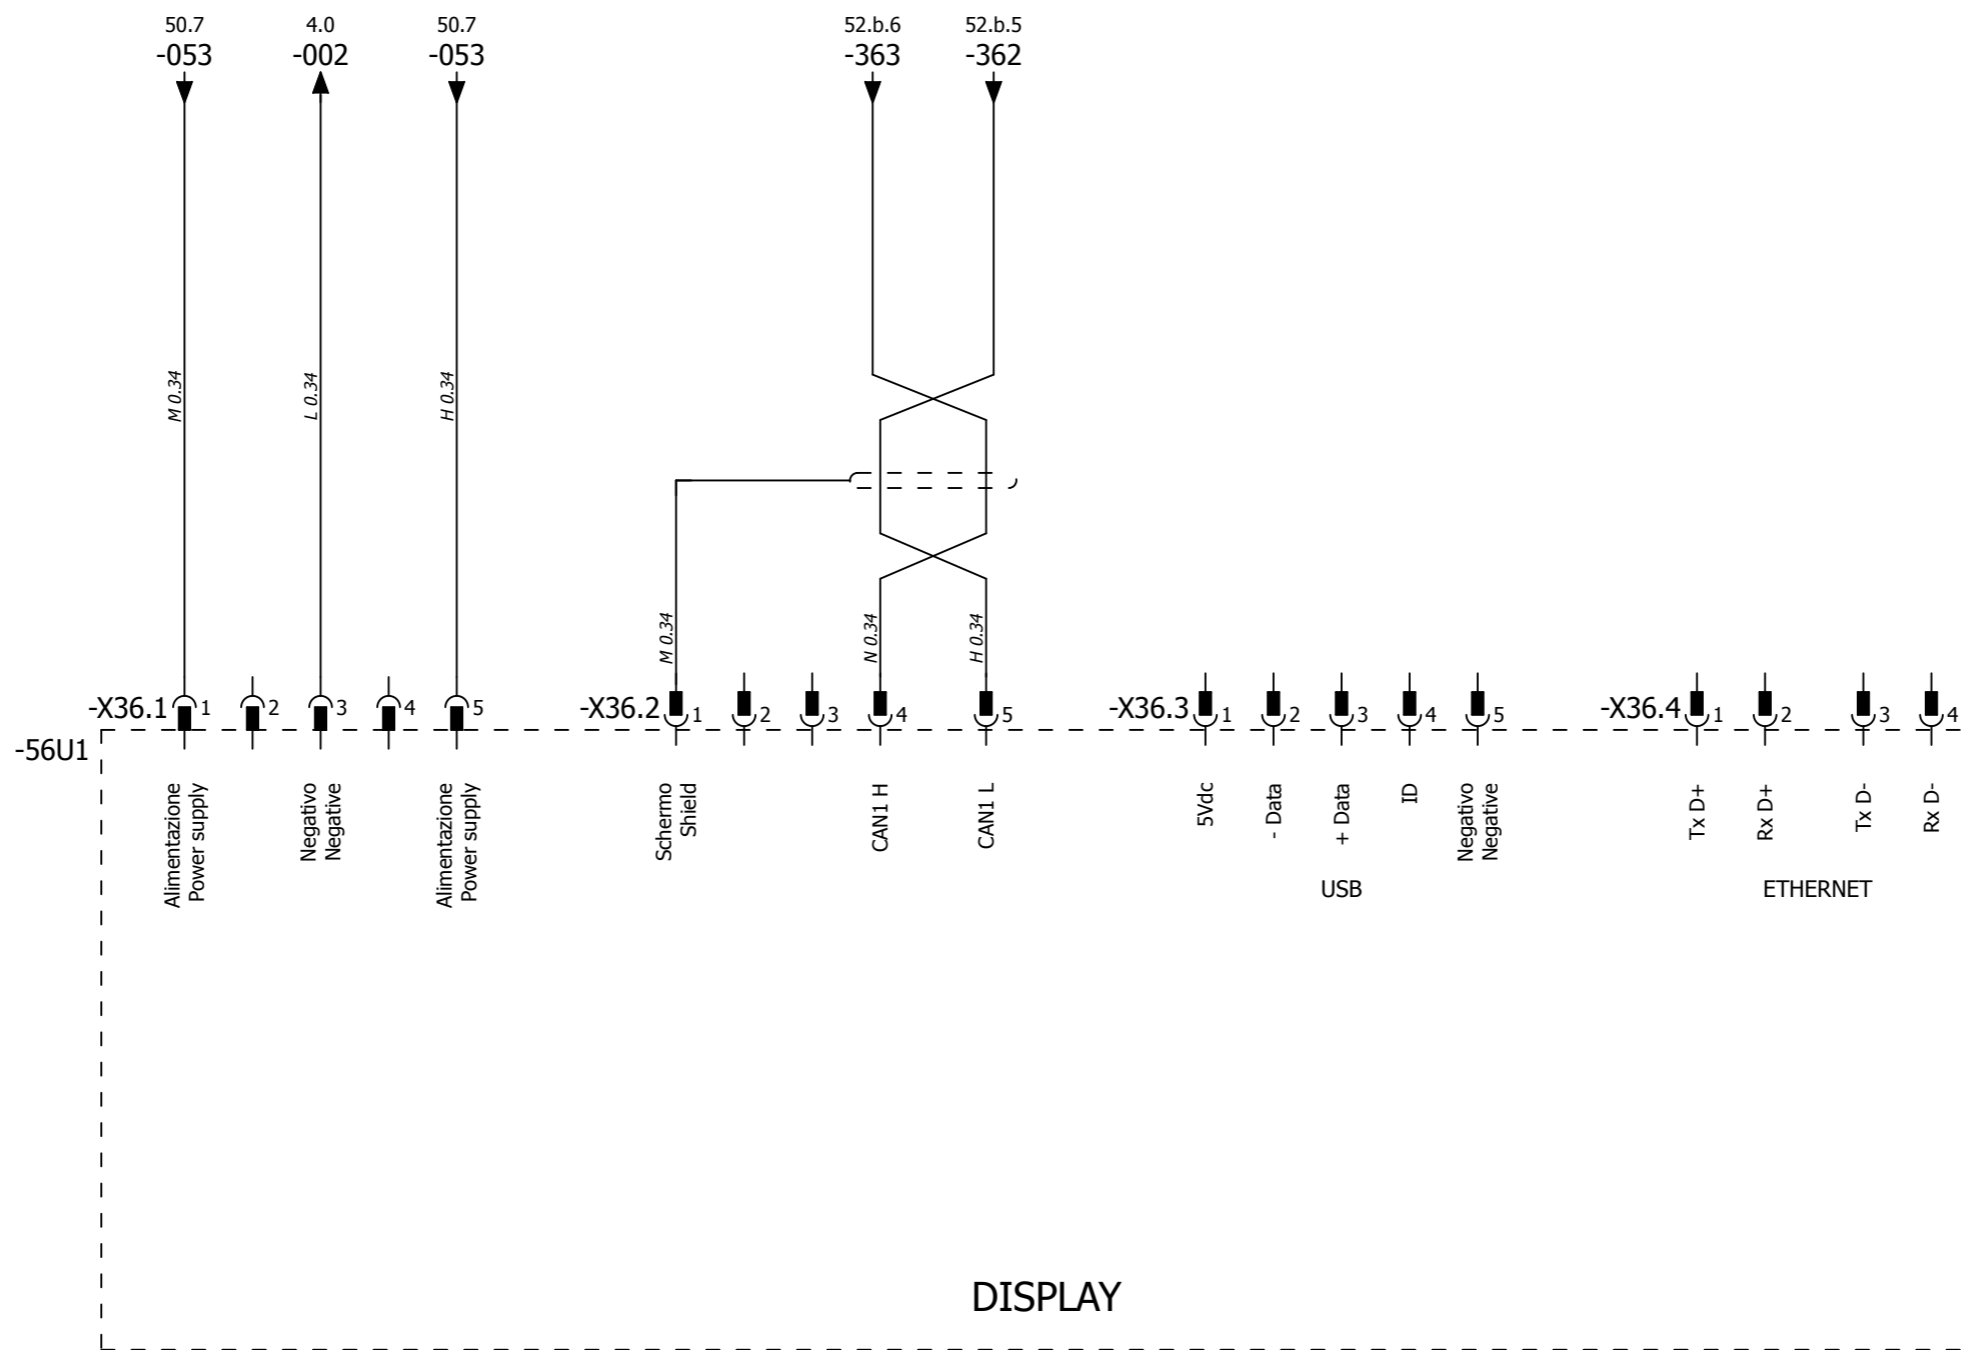 50.7 4.0 50.7 52.b.6 52.b.5
-053 -002 -053 -363 -362
M 0.34 L 0.34 H 0.34
M 0.34 N 0.34 H 0.34
-X36.1 1 2 3 4 5 -X36.2 1 2 3 4 5 -X36.3 1 2 3 4 5 -X36.4 1 2 3 4
-56U1
Alimentazione
Power supply
Negativo
Negative
Alimentazione
Power supply
Schermo
Shield
CAN1 H
CAN1 L
5Vdc
- Data
+ Data
ID
Negativo
Negative
Tx D+
Rx D+
Tx D-
Rx D-
USB
ETHERNET
DISPLAY